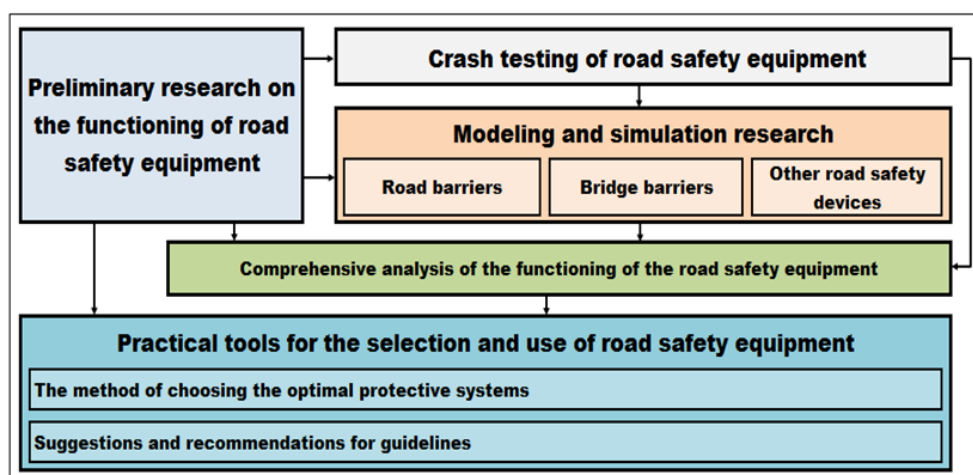 Preliminary research on
the functioning of road
safety equipment
Crash testing of road safety equipment
Modeling and simulation research
Road barriers
Bridge barriers
Other road safety
devices
Comprehensive analysis of the functioning of the road safety equipment
Practical tools for the selection and use of road safety equipment
The method of choosing the optimal protective systems
Suggestions and recommendations for guidelines